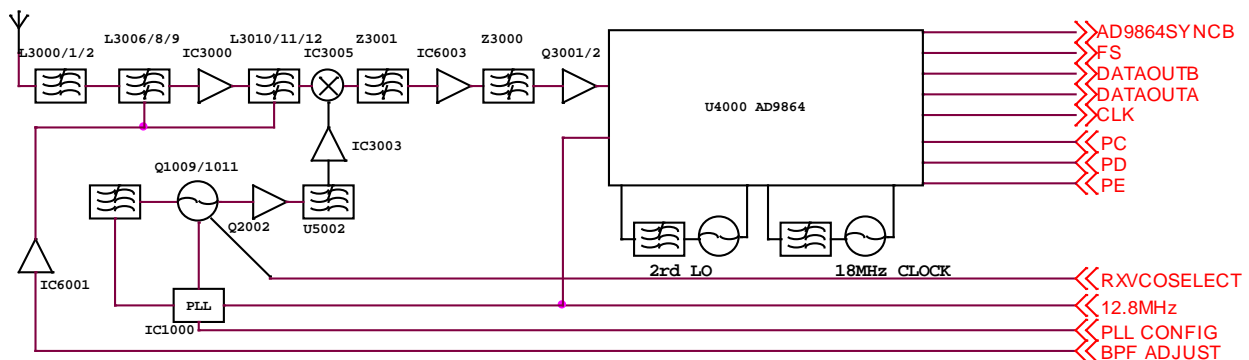 L3000/1/2
L3006/8/9
IC3000
L3010/11/12
IC3005
Z3001
IC6003
Z3000
Q3001/2
U4000 AD9864
AD9864SYNCB
FS
DATAOUTB
DATAOUTA
CLK
PC
PD
PE
IC3003
Q1009/1011
Q2002
U5002
2rd LO
18MHz CLOCK
IC6001
PLL
IC1000
RXVCOSELECT
12.8MHz
PLL CONFIG
BPF ADJUST